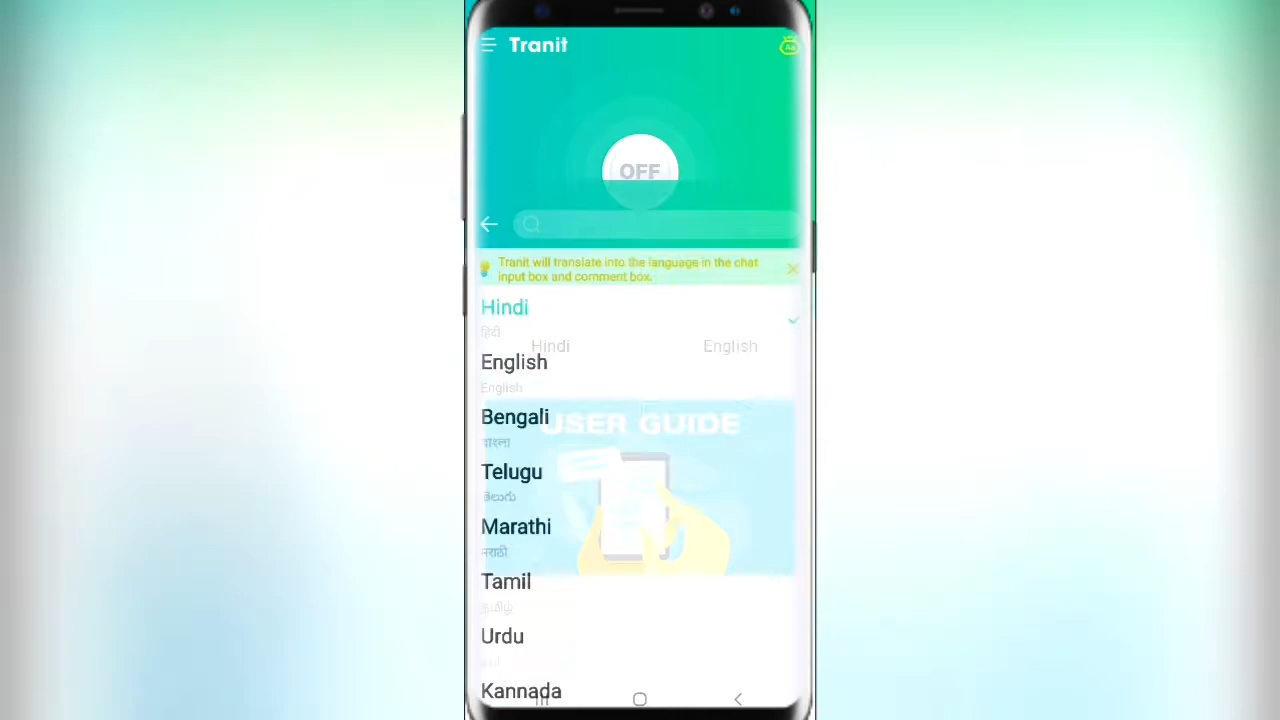 Tranit
OFF
Tranit will translate into the language in the chat
input box and comment box.
Hindi
हिंदी
Hindi English
English
English
Bengali
বাংলা
USER GUIDE
Telugu
తెలుగు
Marathi
मराठी
Tamil
தமிழ்
Urdu
Kannada